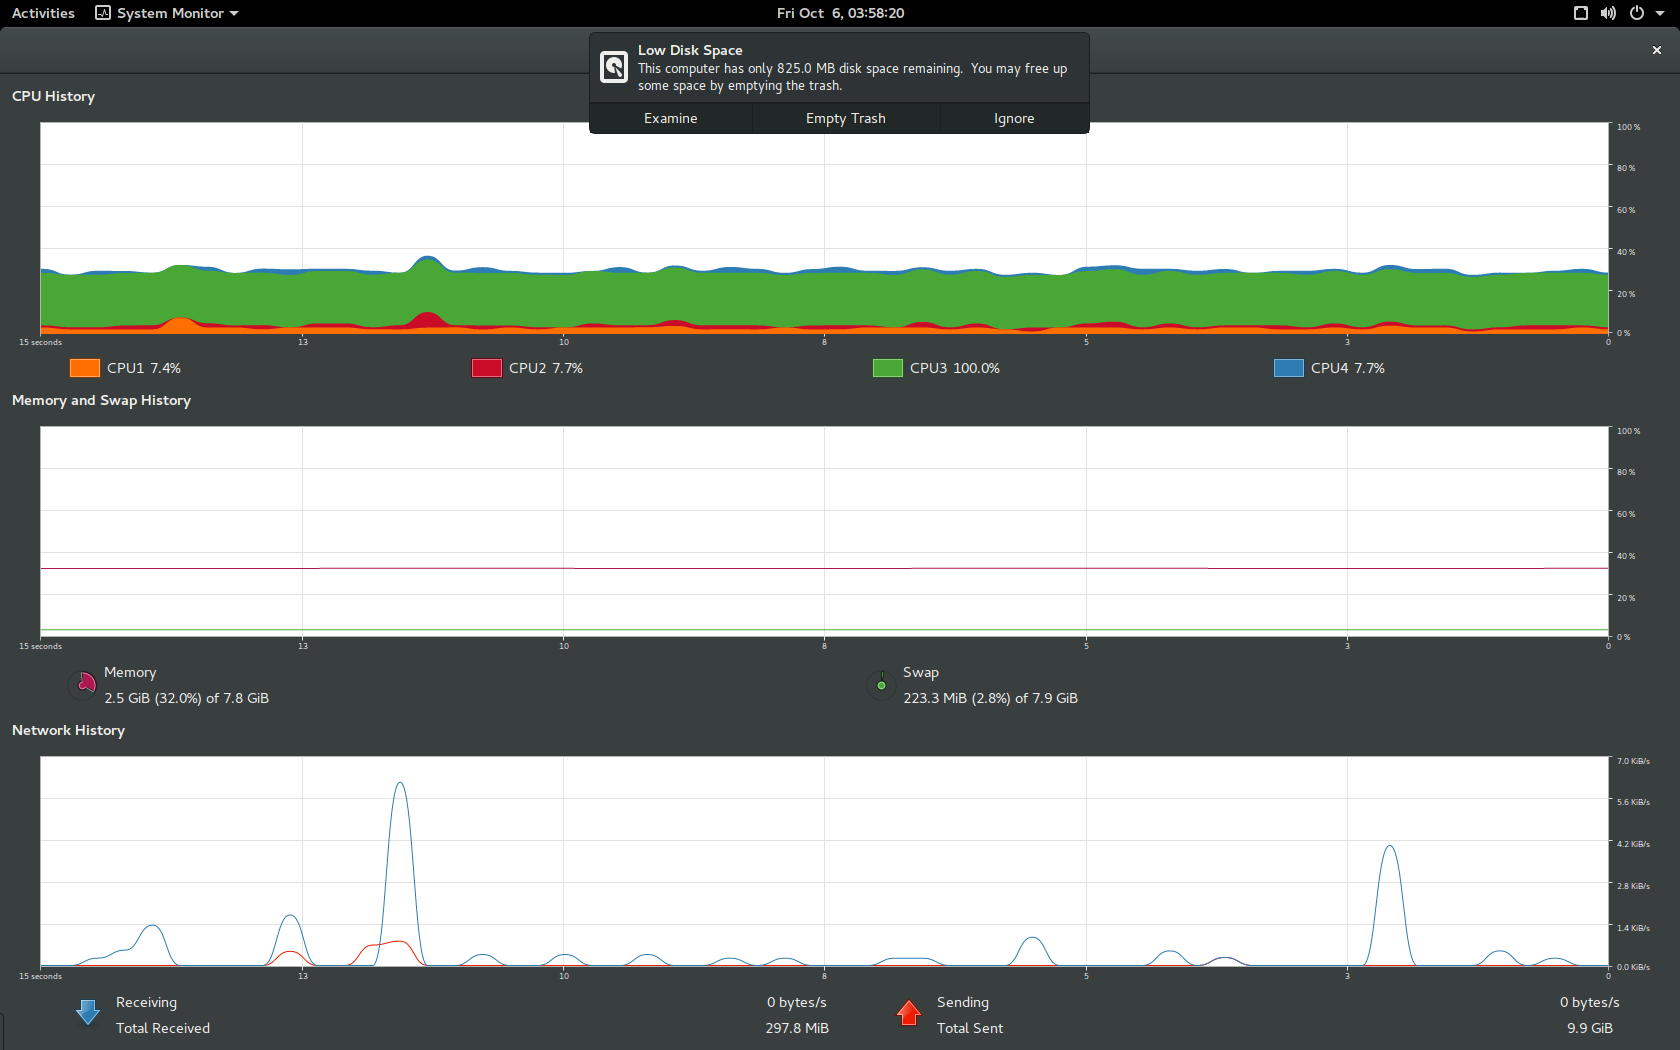 Activities System Monitor Fri Oct 6, 03:58:20
Low Disk Space
This computer has only 825.0 MB disk space remaining. You may free up
some space by emptying the trash.
Examine Empty Trash Ignore
CPU History
100 %
80 %
60 %
40 %
20 %
0 %
15 seconds 13 10 8 5 3 0
CPU1 7.4% CPU2 7.7% CPU3 100.0% CPU4 7.7%
Memory and Swap History
100 %
80 %
60 %
40 %
20 %
0 %
15 seconds 13 10 8 5 3 0
Memory Swap
2.5 GiB (32.0%) of 7.8 GiB 223.3 MiB (2.8%) of 7.9 GiB
Network History
7.0 KiB/s
5.6 KiB/s
4.2 KiB/s
2.8 KiB/s
1.4 KiB/s
0.0 KiB/s
15 seconds 13 10 8 5 3 0
Receiving 0 bytes/s Sending 0 bytes/s
Total Received 297.8 MiB Total Sent 9.9 GiB